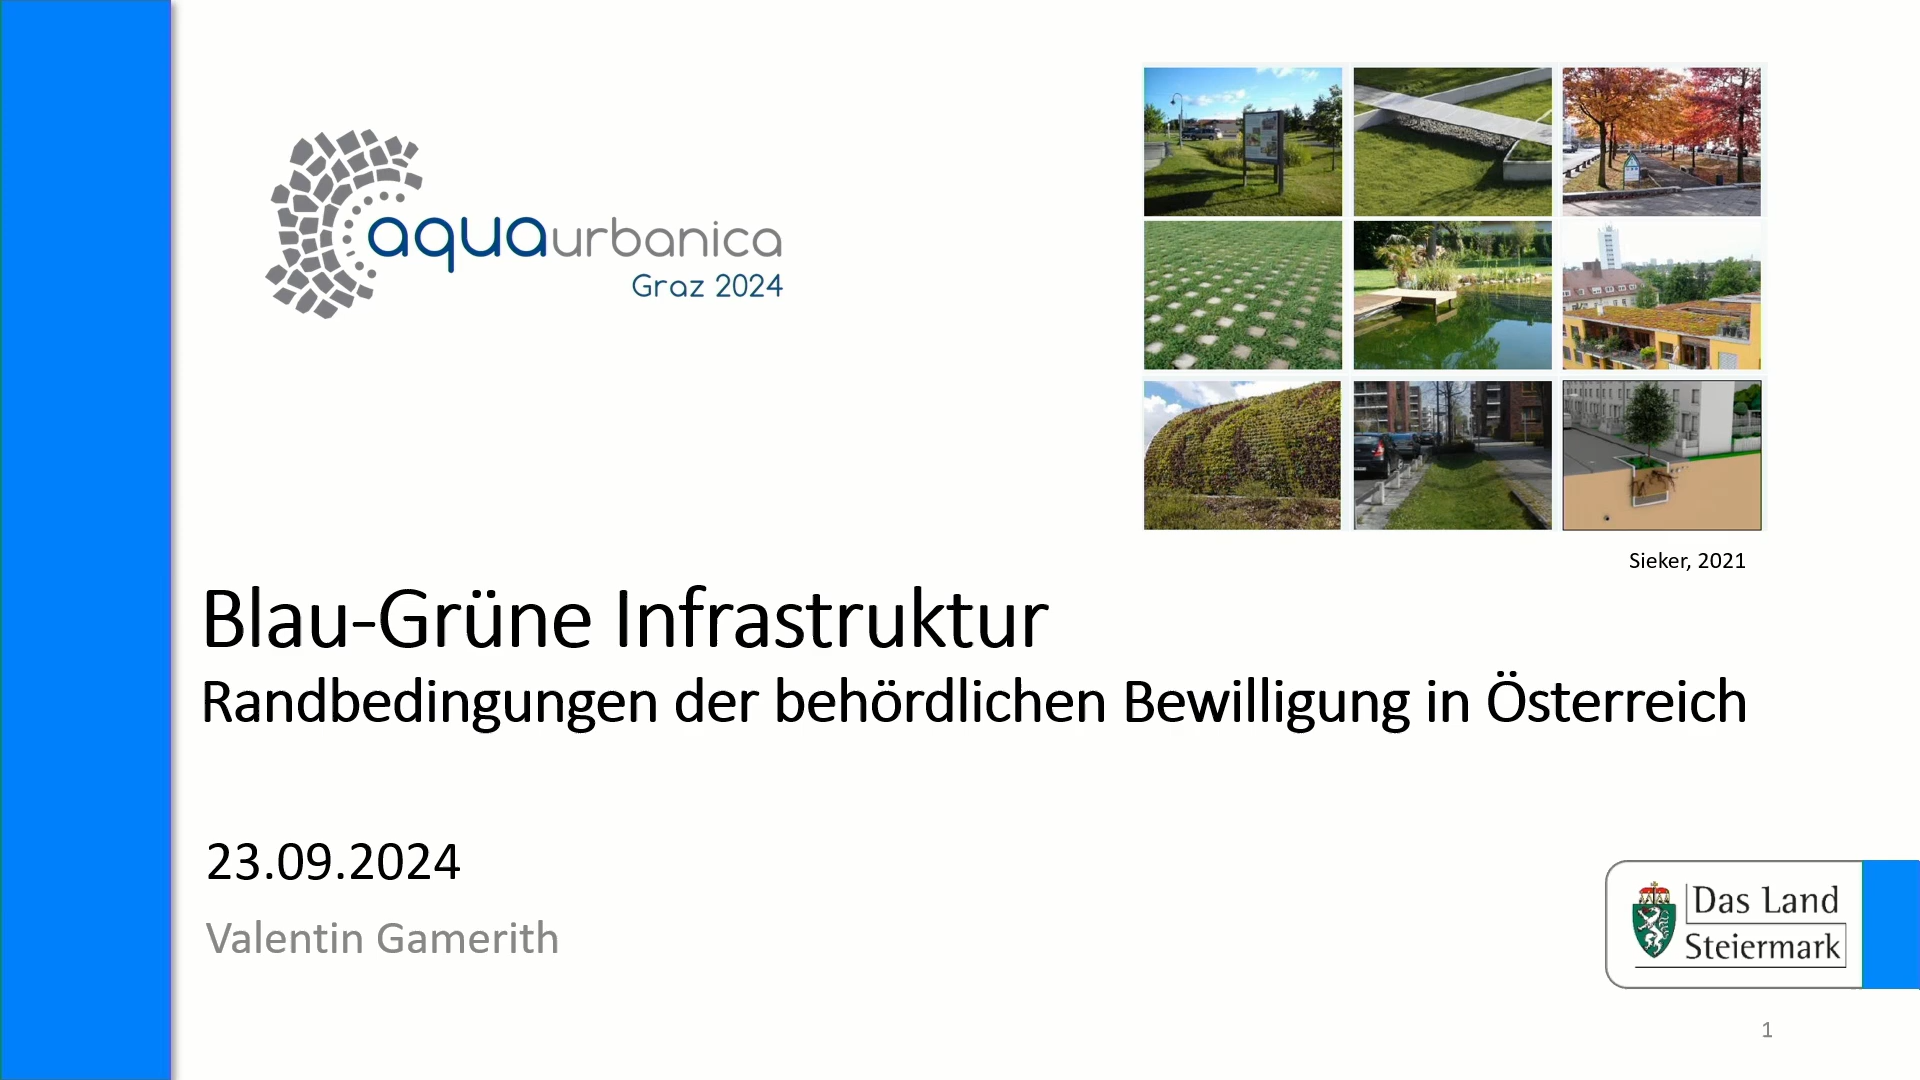 aquaurbanica
Graz 2024
Sieker, 2021
Blau-Grüne Infrastruktur
Randbedingungen der behördlichen Bewilligung in Österreich
23.09.2024
Valentin Gamerith
Das Land
Steiermark
1